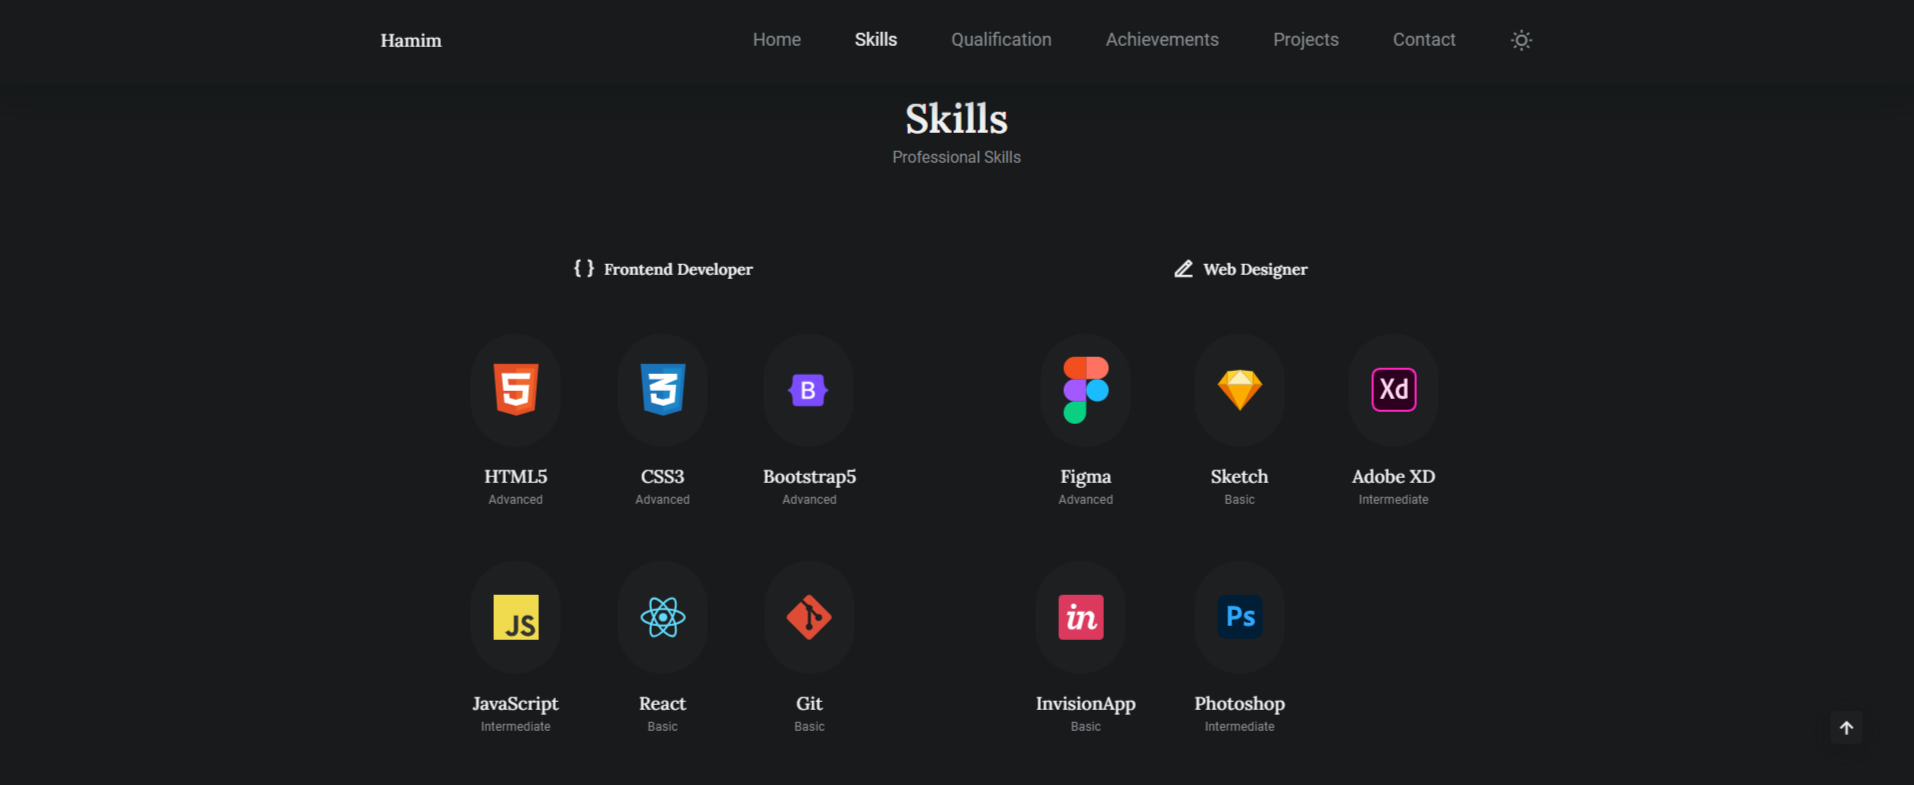 Hamim
Home Skills Qualification Achievements Projects Contact
Skills
Professional Skills
{ } Frontend Developer
Web Designer
5 3 B
HTML5 CSS3 Bootstrap5
Advanced Advanced Advanced
Xd
Figma Sketch Adobe XD
Advanced Basic Intermediate
JS
JavaScript React Git
Intermediate Basic Basic
in Ps
InvisionApp Photoshop
Basic Intermediate